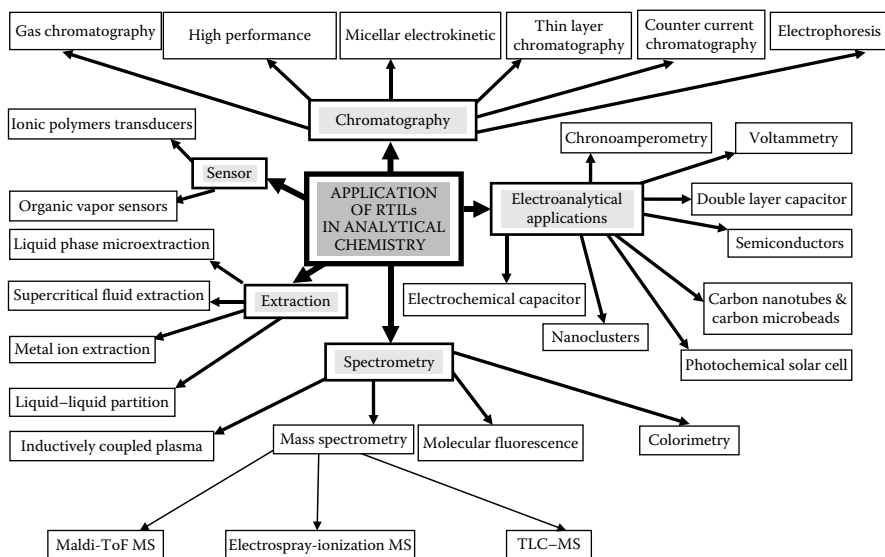 Gas chromatography
High performance
Micellar electrokinetic
Thin layer
chromatography
Counter current
chromatography
Electrophoresis
Chromatography
Ionic polymers transducers
Sensor
Organic vapor sensors
APPLICATION
OF RTILs
IN ANALYTICAL
CHEMISTRY
Chronoamperometry
Voltammetry
Electroanalytical
applications
Double layer capacitor
Semiconductors
Liquid phase microextraction
Supercritical fluid extraction
Extraction
Metal ion extraction
Liquid–liquid partition
Electrochemical capacitor
Nanoclusters
Carbon nanotubes &
carbon microbeads
Photochemical solar cell
Spectrometry
Inductively coupled plasma
Mass spectrometry
Molecular fluorescence
Colorimetry
Maldi-ToF MS
Electrospray-ionization MS
TLC–MS